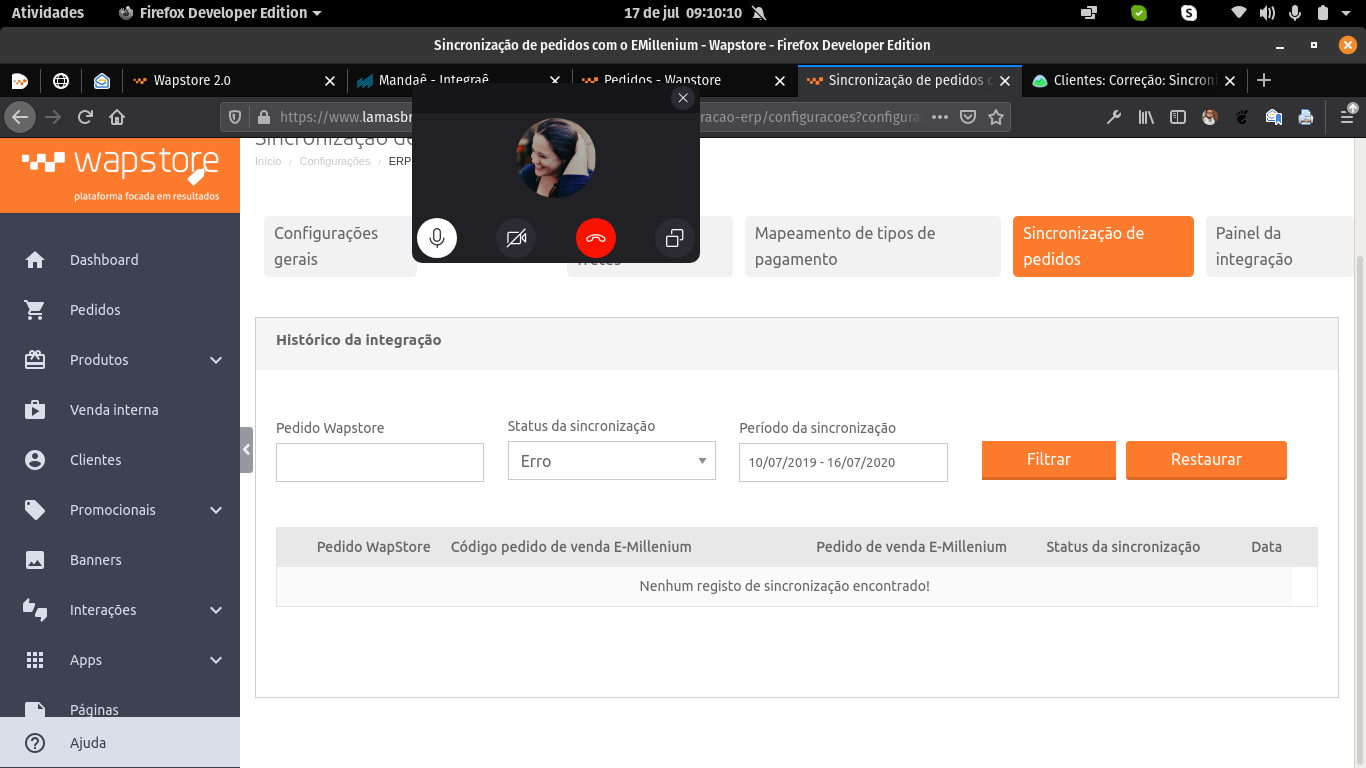 Atividades
Firefox Developer Edition
17 de jul 09:10:10
Sincronização de pedidos com o EMillenium - Wapstore - Firefox Developer Edition
Wapstore 2.0
Mandaê - Integraê
Pedidos - Wapstore
Sincronização de pedidos c
Clientes: Correção: Sincroni
https://www.lamasbr
racao-erp/configuracoes?configura
wapstore
plataforma focada em resultados
Dashboard
Pedidos
Produtos
Venda interna
Clientes
Promocionais
Banners
Interações
Apps
Páginas
Ajuda
Sincronização de
Início / Configurações / ERP
Configurações
gerais
Mapeamento de tipos de
pagamento
Sincronização de
pedidos
Painel da
integração
Histórico da integração
Pedido Wapstore
Status da sincronização
Período da sincronização
Erro
10/07/2019 - 16/07/2020
Filtrar
Restaurar
Pedido WapStore
Código pedido de venda E-Millenium
Pedido de venda E-Millenium
Status da sincronização
Data
Nenhum registo de sincronização encontrado!